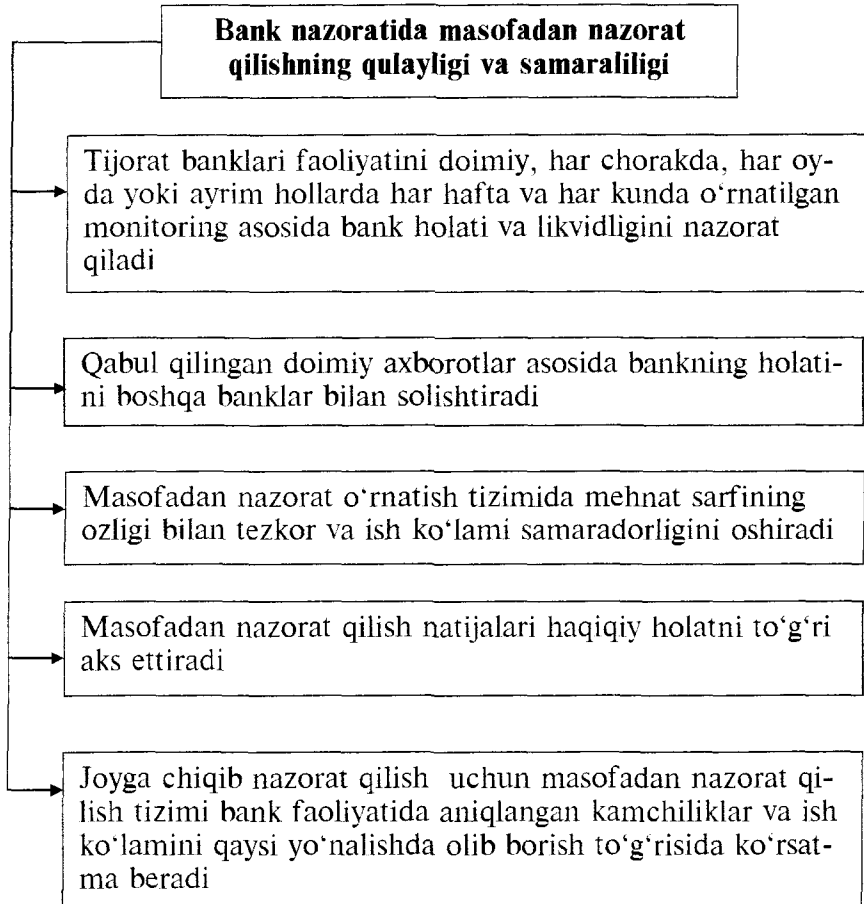 Bank nazoratida masofadan nazorat
qilishning qulayligi va samaraliligi
Tijorat banklari faoliyatini doimiy, har chorakda, har oy-
da yoki ayrim hollarda har hafta va har kunda o‘rnatilgan
monitoring asosida bank holati va likvidligini nazorat
qiladi
Qabul qilingan doimiy axborotlar asosida bankning holati-
ni boshqa banklar bilan solishtiradi
Masofadan nazorat o‘rnatish tizimida mehnat sarfining
ozligi bilan tezkor va ish ko‘lami samaradorligini oshiradi
Masofadan nazorat qilish natijalari haqiqiy holatni to‘g‘ri
aks ettiradi
Joyga chiqib nazorat qilish uchun masofadan nazorat qi-
lish tizimi bank faoliyatida aniqlangan kamchiliklar va ish
ko‘lamini qaysi yo‘nalishda olib borish to‘g‘risida ko‘rsat-
ma beradi